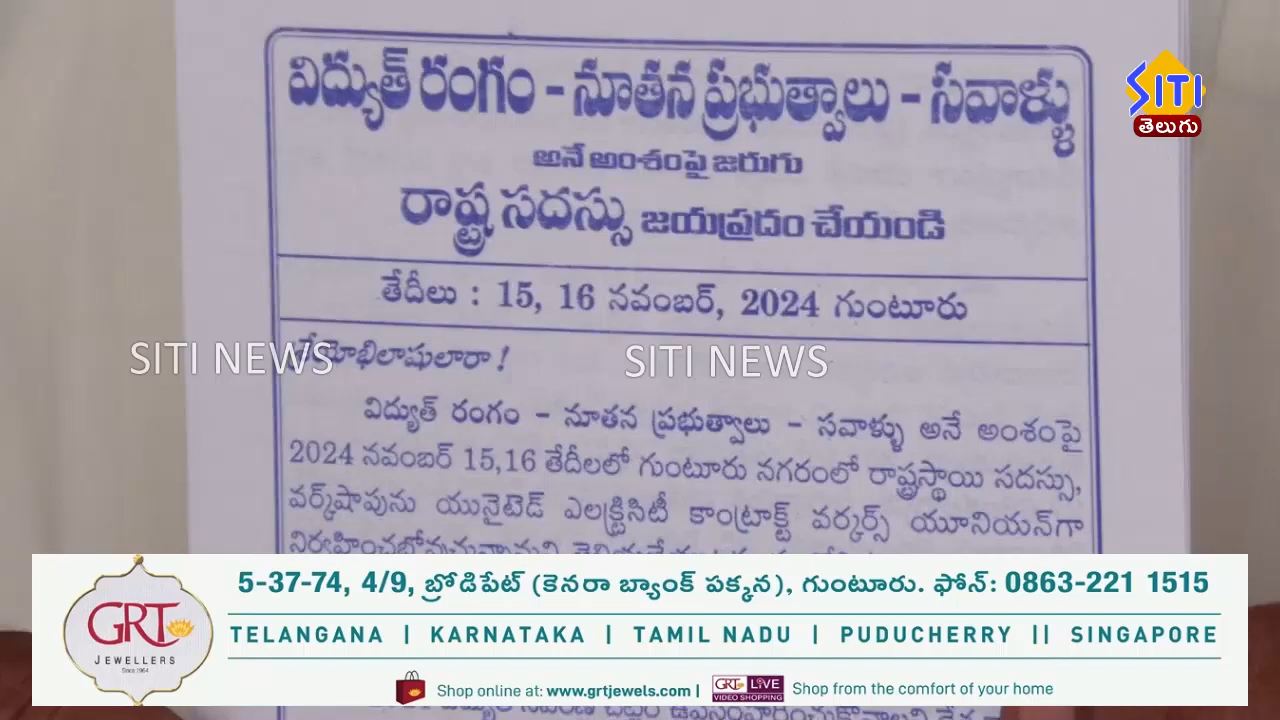 విద్యుత్ రంగం - నూతన ప్రభుత్వాలు - సవాళ్ళు
అనే అంశంపై జరుగు
రాష్ట్ర సదస్సు జయప్రదం చేయండి
తేదీలు : 15, 16 నవంబర్, 2024 గుంటూరు
SITI
తెలుగు
SITI NEWS
SITI NEWS
విద్యుత్ రంగం - నూతన ప్రభుత్వాలు - సవాళ్ళు అనే అంశంపై
2024 నవంబర్ 15,16 తేదీలలో గుంటూరు నగరంలో రాష్ట్రస్థాయి సదస్సు,
వర్క్‌షాపును యునైటెడ్ ఎలక్ట్రిసిటీ కాంట్రాక్ట్ వర్కర్స్ యూనియన్‌గా
5-37-74, 4/9, బ్రోడిపేట్ (కెనరా బ్యాంక్ పక్కన), గుంటూరు. ఫోన్: 0863-221 1515
GRT
JEWELLERS
Since 1964
TELANGANA | KARNATAKA | TAMIL NADU | PUDUCHERRY || SINGAPORE
Shop online at: www.grtjewels.com |
GRT LIVE
VIDEO SHOPPING
Shop from the comfort of your home